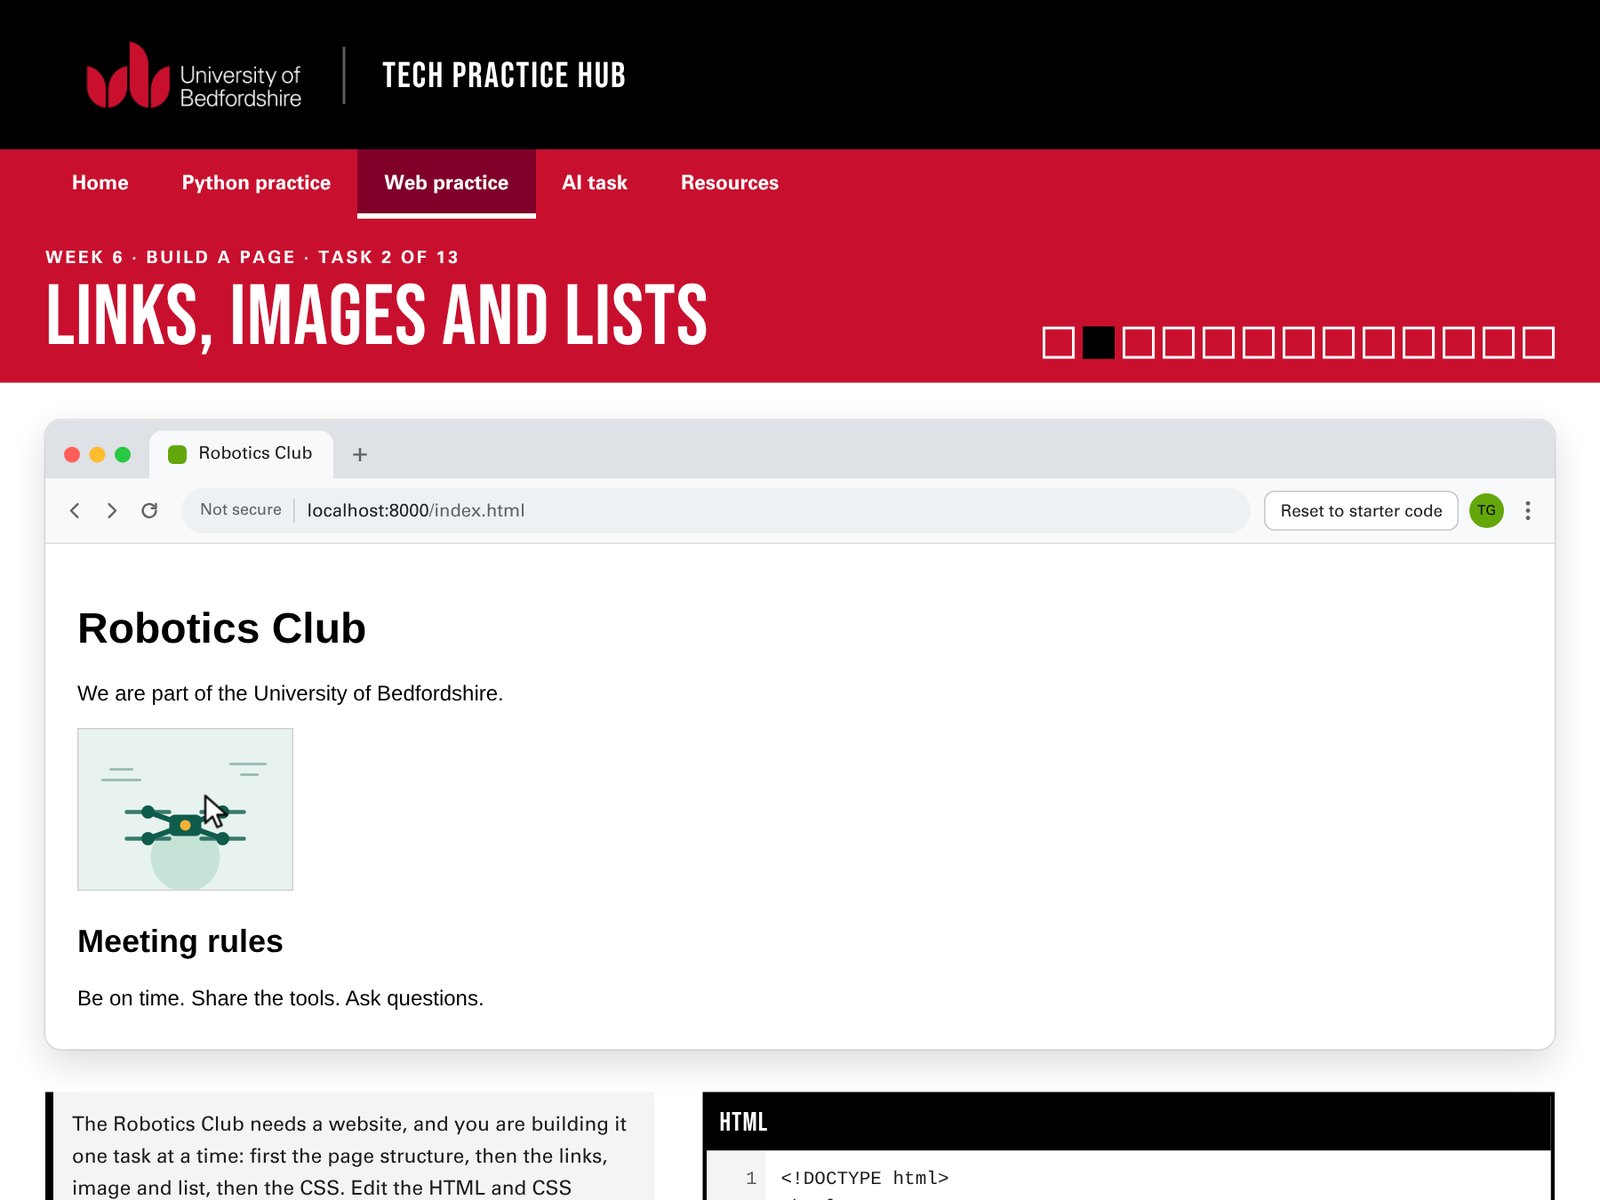 University of
Bedfordshire
TECH PRACTICE HUB
Home Python practice Web practice AI task Resources
WEEK 6 · BUILD A PAGE · TASK 2 OF 13
LINKS, IMAGES AND LISTS
Robotics Club
Not secure localhost:8000/index.html Reset to starter code TG
Robotics Club
We are part of the University of Bedfordshire.
Meeting rules
Be on time. Share the tools. Ask questions.
The Robotics Club needs a website, and you are building it
one task at a time: first the page structure, then the links,
image and list, then the CSS. Edit the HTML and CSS
HTML
1 <!DOCTYPE html>